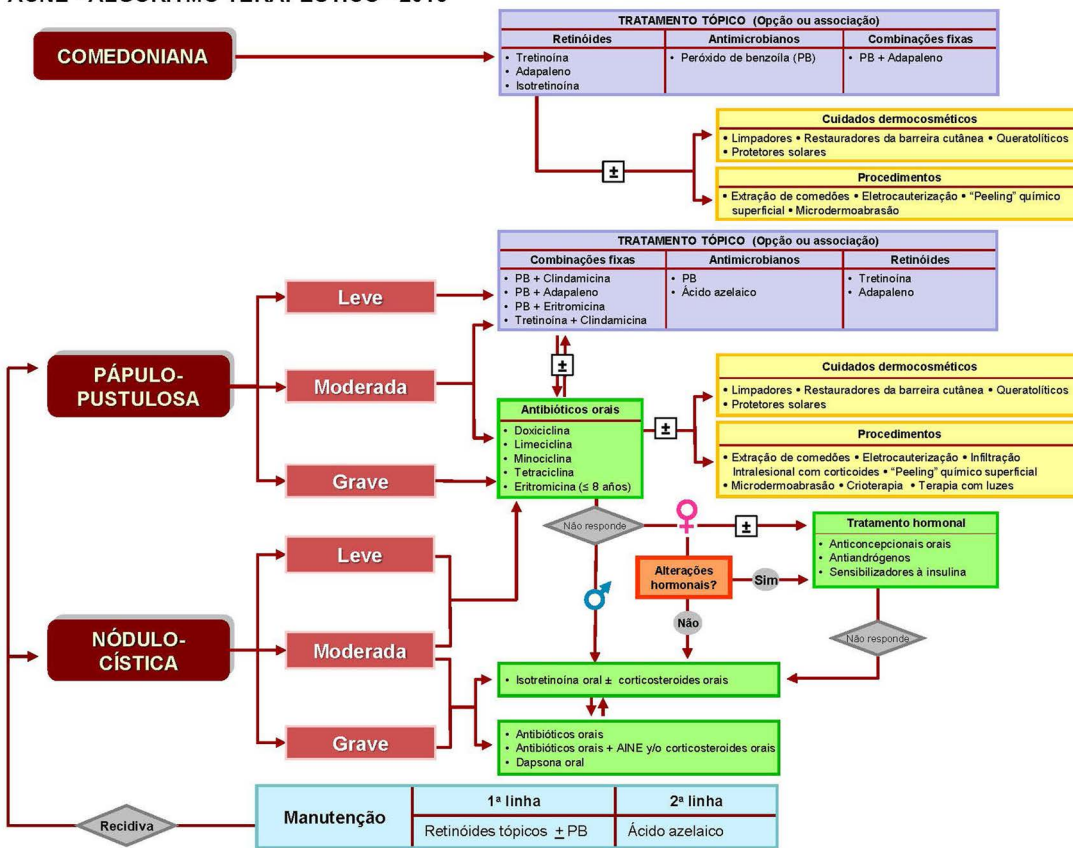 COMEDONIANA
TRATAMENTO TÓPICO (Opção ou associação)
Retinóides
• Tretinoína
• Adapaleno
• Isotretinoína
Antimicrobianos
• Peróxido de benzoíla (PB)
Combinações fixas
• PB + Adapaleno
±
Cuidados dermocosméticos
• Limpadores • Restauradores da barreira cutânea • Queratolíticos
• Protetores solares
Procedimentos
• Extração de comedões • Eletrocauterização • “Peeling” químico
superficial • Microdermoabrasão
PÁPULO-
PUSTULOSA
Leve
Moderada
Grave
TRATAMENTO TÓPICO (Opção ou associação)
Combinações fixas
• PB + Clindamicina
• PB + Adapaleno
• PB + Eritromicina
• Tretinoína + Clindamicina
Antimicrobianos
• PB
• Ácido azelaico
Retinóides
• Tretinoína
• Adapaleno
±
Antibióticos orais
• Doxiciclina
• Limeciclina
• Minociclina
• Tetraciclina
• Eritromicina (≤ 8 años)
±
Cuidados dermocosméticos
• Limpadores • Restauradores da barreira cutânea • Queratolíticos
• Protetores solares
Procedimentos
• Extração de comedões • Eletrocauterização • Infiltração
Intralesional com corticoides • “Peeling” químico superficial
• Microdermoabrasão • Crioterapia • Terapia com luzes
Não responde
♀
±
Tratamento hormonal
• Anticoncepcionais orais
• Antiandrógenos
• Sensibilizadores à insulina
Alterações
hormonais?
Sim
Não
♂
Não responde
NÓDULO-
CÍSTICA
Leve
Moderada
Grave
• Isotretinoína oral ± corticosteroides orais
• Antibióticos orais
• Antibióticos orais + AINE y/o corticosteroides orais
• Dapsona oral
Recidiva
Manutenção
1ª linha
Retinóides tópicos ± PB
2ª linha
Ácido azelaico